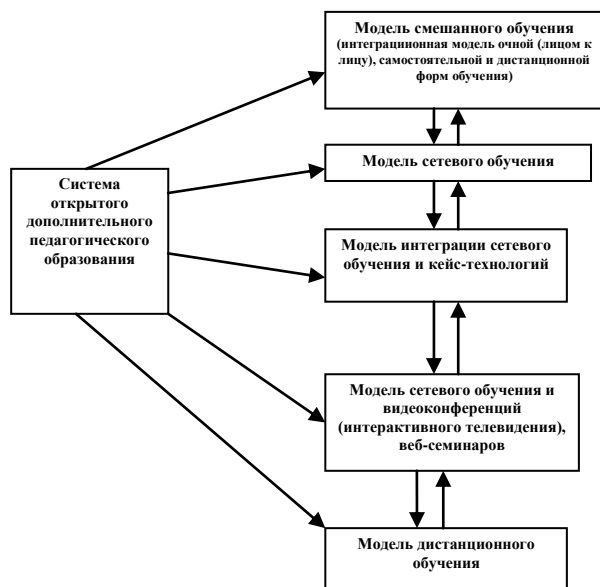 Модель смешанного обучения
(интеграциионная модель очной (лицом к
лицу), самостоятельной и дистанционной
форм обучения)
Модель сетевого обучения
Система
открытого
дополнительного
педагогического
образования
Модель интеграции сетевого
обучения и кейс-технологий
Модель сетевого обучения и
видеоконференций
(интерактивного телевидения),
веб-семинаров
Модель дистанционного
обучения